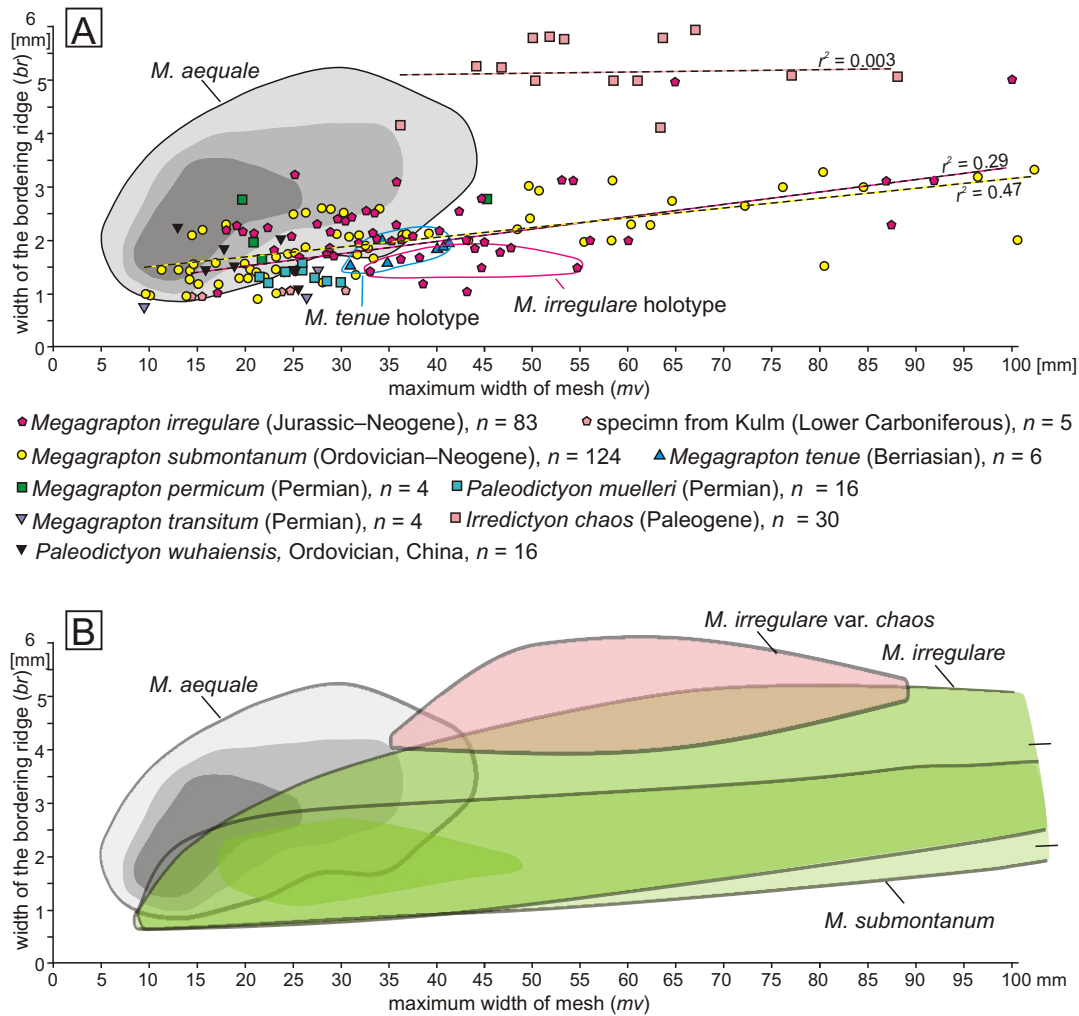 A
6
[mm]
5
4
3
2
1
0
width of the bordering ridge (br)
M. aequale
r² = 0.003
r² = 0.29
r² = 0.47
M. tenue holotype
M. irregulare holotype
0 5 10 15 20 25 30 35 40 45 50 55 60 65 70 75 80 85 90 95 100 [mm]
maximum width of mesh (mv)
Megagrapton irregulare (Jurassic–Neogene), n = 83
specimn from Kulm (Lower Carboniferous), n = 5
Megagrapton submontanum (Ordovician–Neogene), n = 124
Megagrapton tenue (Berriasian), n = 6
Megagrapton permicum (Permian), n = 4
Paleodictyon muelleri (Permian), n = 16
Megagrapton transitum (Permian), n = 4
Irredictyon chaos (Paleogene), n = 30
Paleodictyon wuhaiensis, Ordovician, China, n = 16
B
6
[mm]
5
4
3
2
1
0
width of the bordering ridge (br)
M. aequale
M. irregulare var. chaos
M. irregulare
M. submontanum
0 5 10 15 20 25 30 35 40 45 50 55 60 65 70 75 80 85 90 95 100 mm
maximum width of mesh (mv)